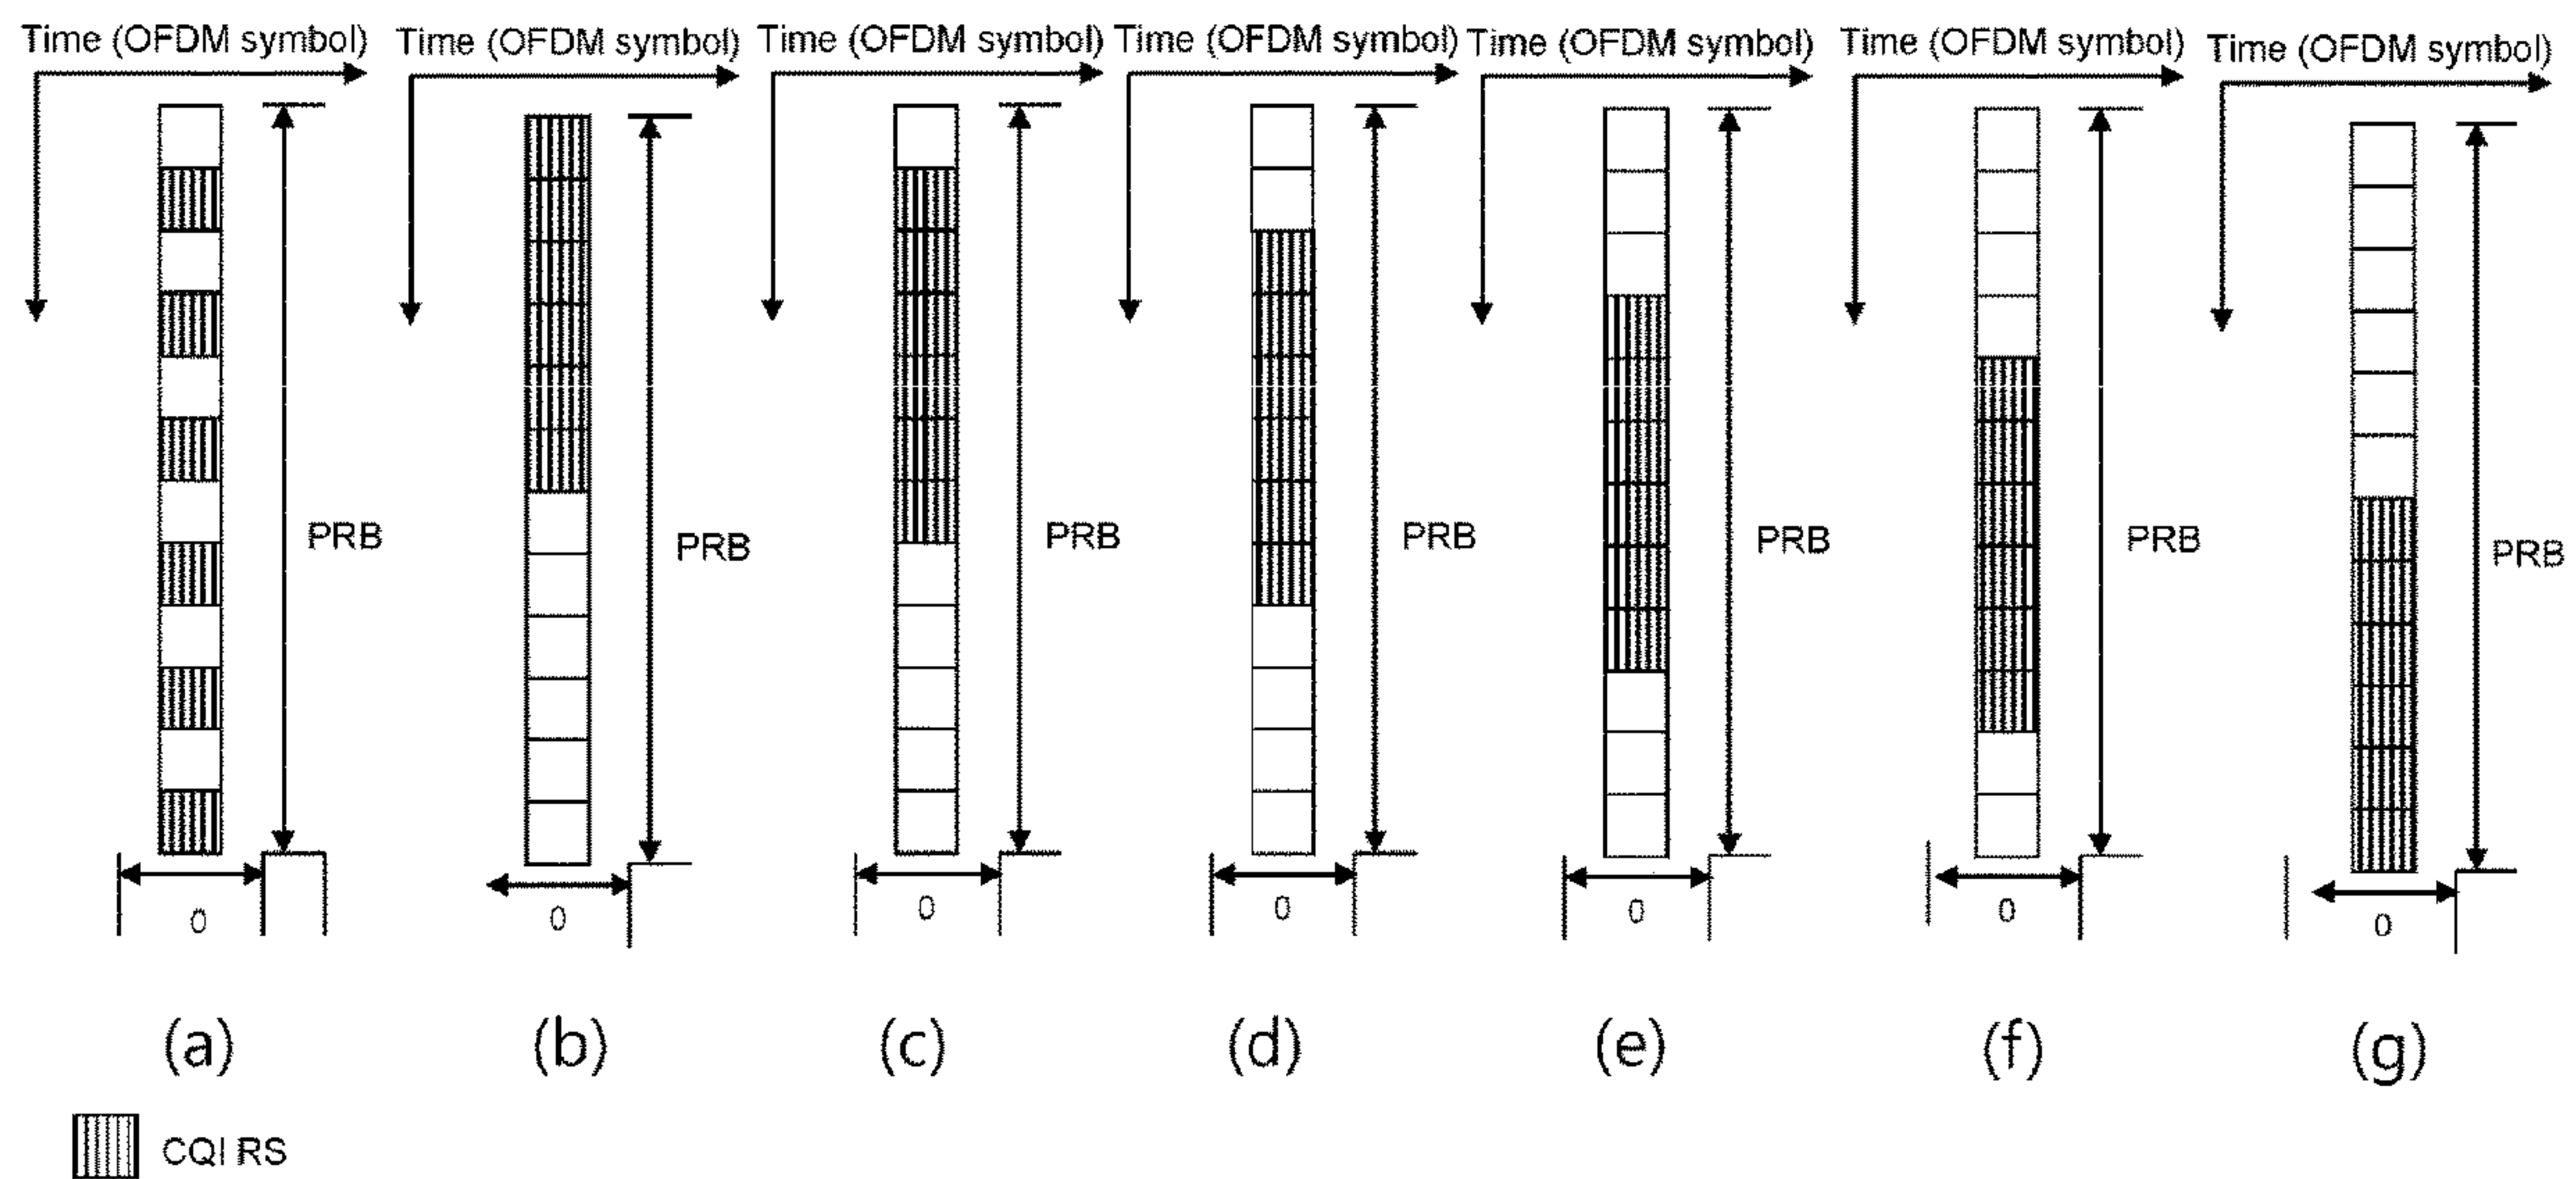 Time (OFDM symbol) Time (OFDM symbol) Time (OFDM symbol) Time (OFDM symbol) Time (OFDM symbol) Time (OFDM symbol) Time (OFDM symbol)
PRB PRB PRB PRB PRB PRB PRB
0 0 0 0 0 0 0
(a) (b) (c) (d) (e) (f) (g)
CQI RS